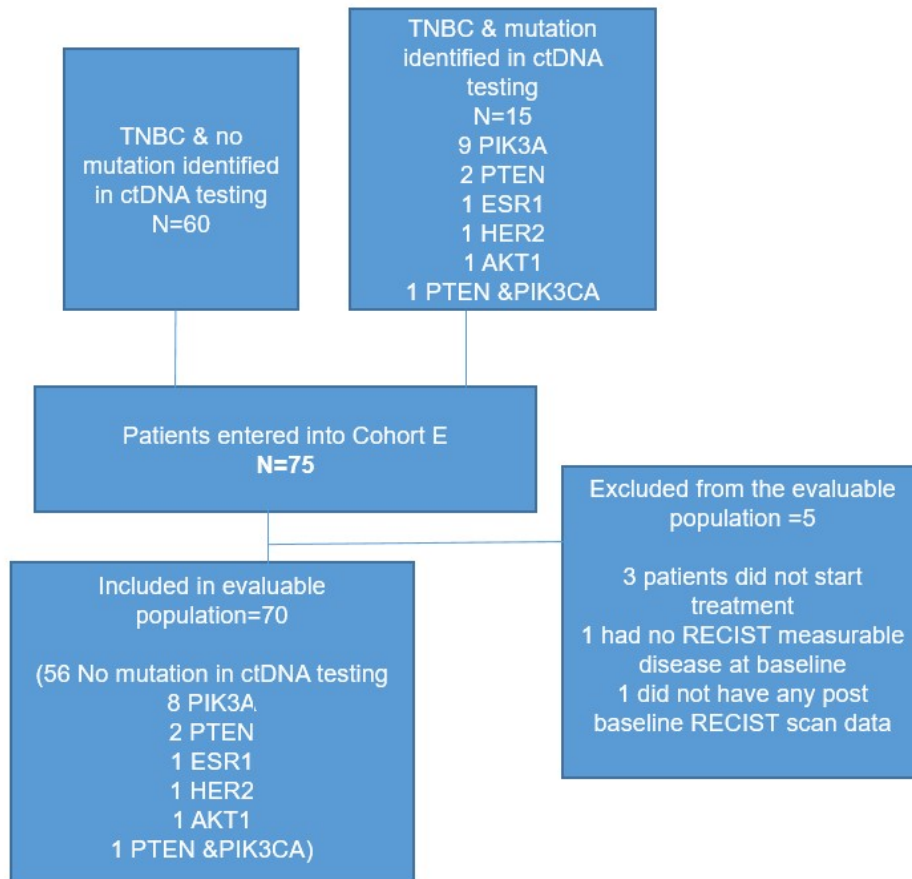 TNBC & no
mutation identified
in ctDNA testing
N=60
TNBC & mutation
identified in ctDNA
testing
N=15
9 PIK3A
2 PTEN
1 ESR1
1 HER2
1 AKT1
1 PTEN &PIK3CA
Patients entered into Cohort E
N=75
Excluded from the evaluable
population =5
3 patients did not start
treatment
1 had no RECIST measurable
disease at baseline
1 did not have any post
baseline RECIST scan data
Included in evaluable
population=70
(56 No mutation in ctDNA testing
8 PIK3A
2 PTEN
1 ESR1
1 HER2
1 AKT1
1 PTEN &PIK3CA)